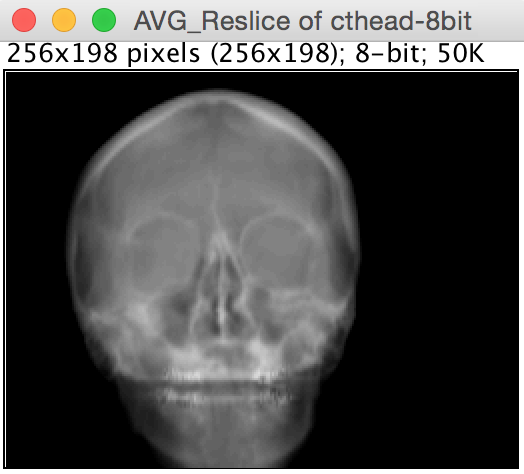 AVG_Reslice of cthead-8bit
256x198 pixels (256x198); 8-bit; 50K